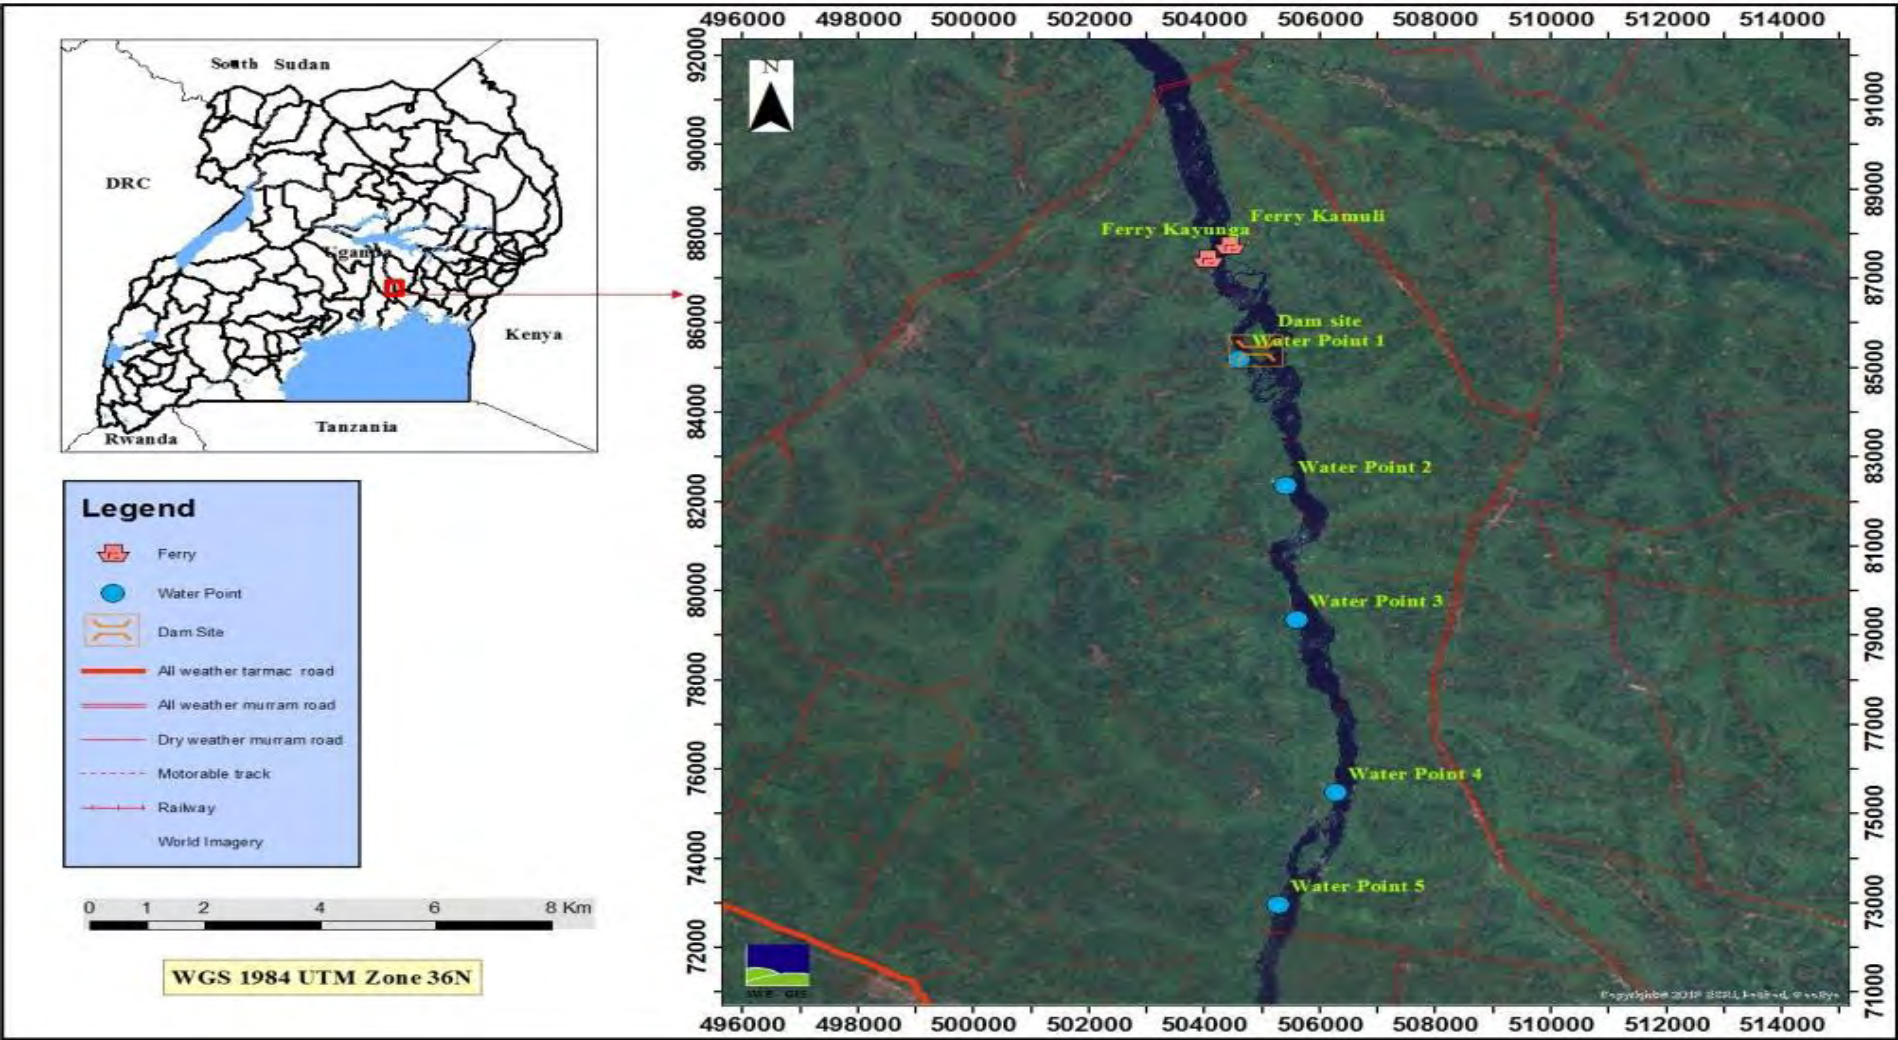 South Sudan
DRC
Uganda
Kenya
Tanzania
Rwanda
Legend
Ferry
Water Point
Dam Site
All weather tarmac road
All weather murram road
Dry weather murram road
Motorable track
Railway
World Imagery
0 1 2 4 6 8 Km
WGS 1984 UTM Zone 36N
496000 498000 500000 502000 504000 506000 508000 510000 512000 514000
92000
90000
88000
86000
84000
82000
80000
78000
76000
74000
72000
N
Ferry Kamuli
Ferry Kayunga
Dam site
Water Point 1
Water Point 2
Water Point 3
Water Point 4
Water Point 5
91000
89000
87000
85000
83000
81000
79000
77000
75000
73000
71000
496000 498000 500000 502000 504000 506000 508000 510000 512000 514000